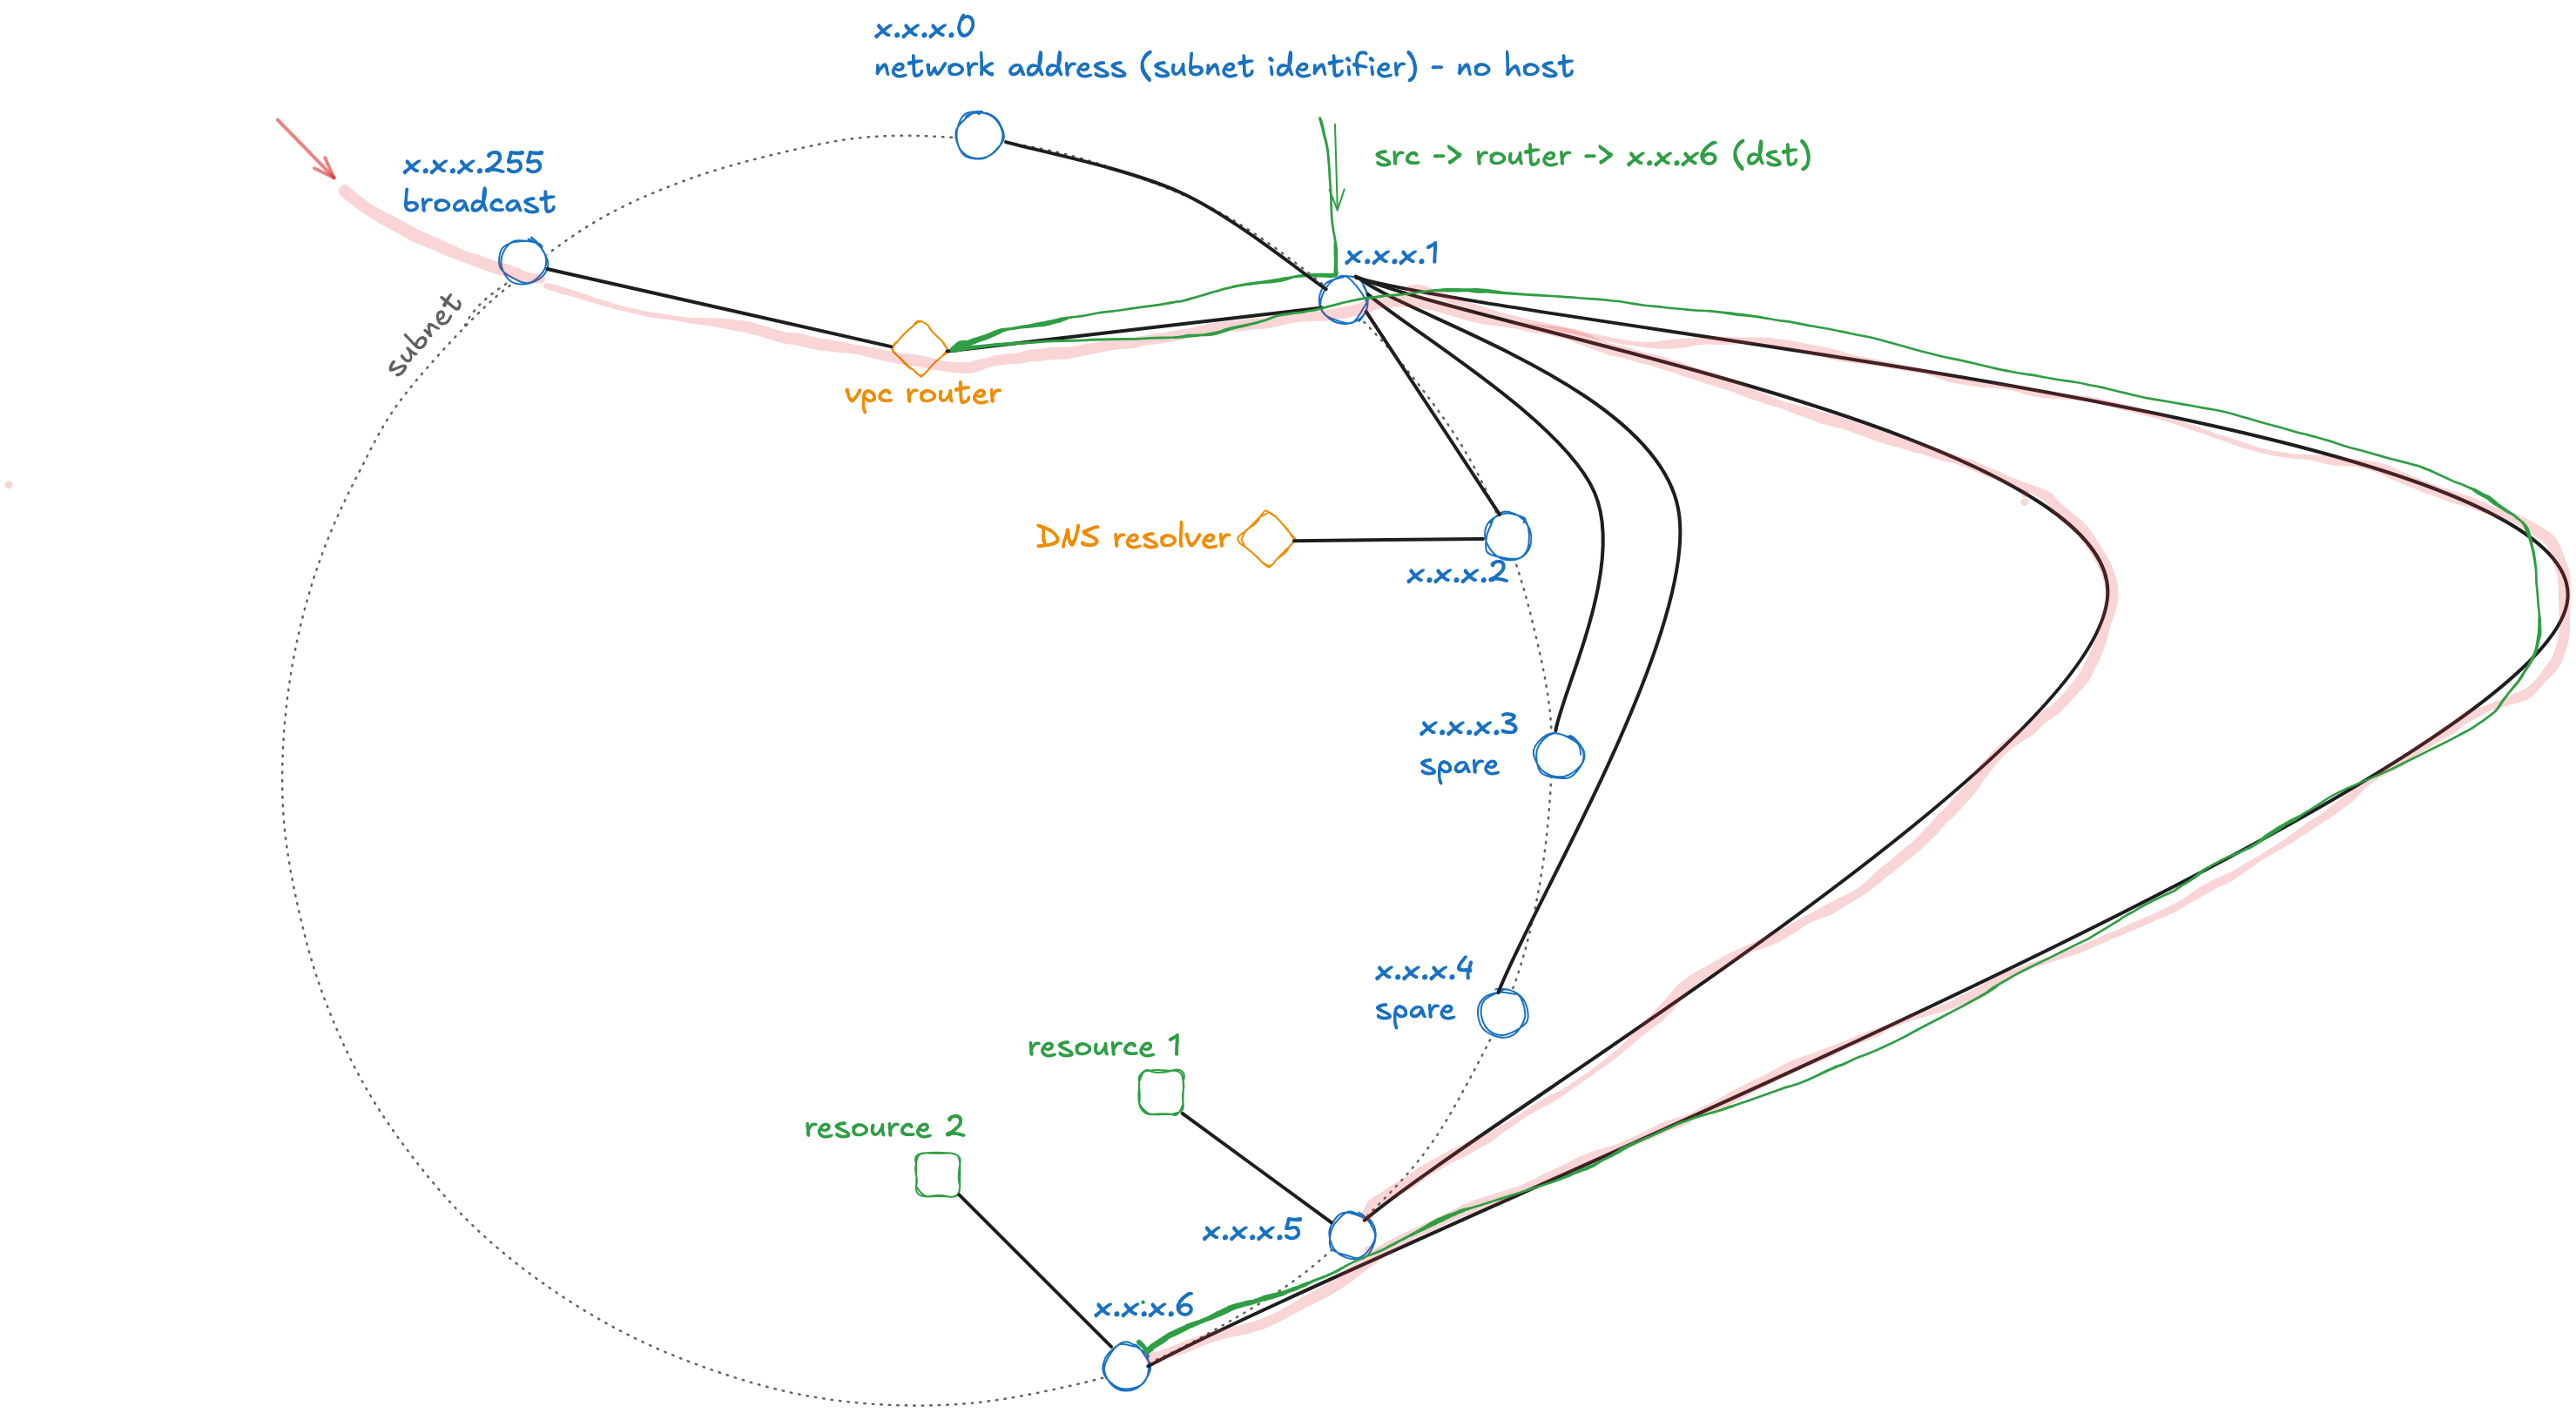 x.x.x.0
network address (subnet identifier) - no host
src -> router -> x.x.x6 (dst)
x.x.x.255
broadcast
x.x.x.1
subnet
vpc router
DNS resolver
x.x.x.2
x.x.x.3
spare
x.x.x.4
spare
resource 1
resource 2
x.x.x.5
x.x.x.6